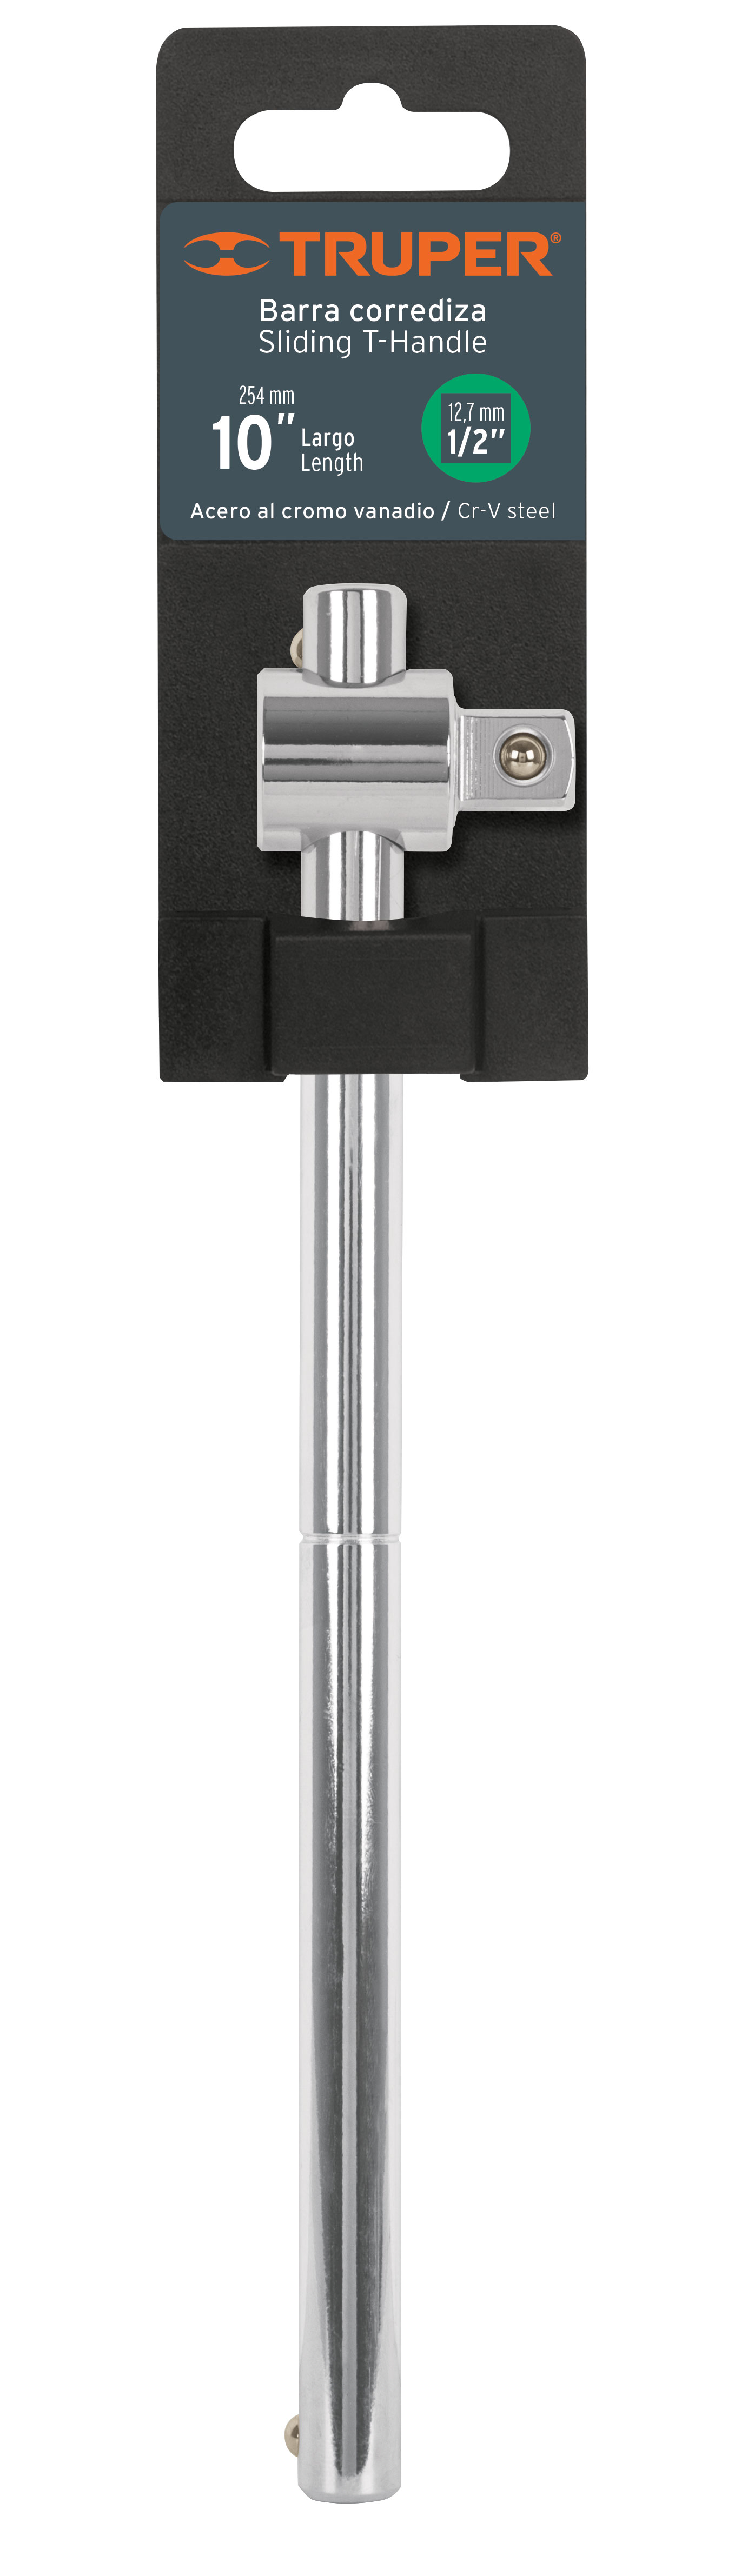 TRUPER®
Barra corrediza
Sliding T-Handle
254 mm
10" Largo
Length
12,7 mm
1/2"
Acero al cromo vanadio / Cr-V steel